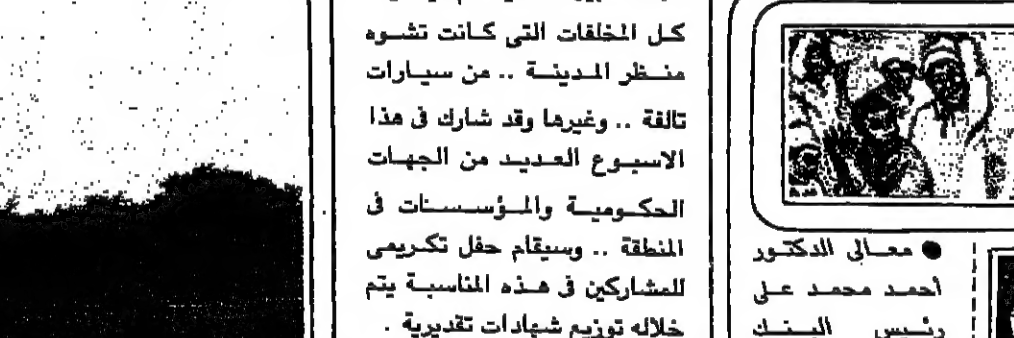 كل المخلفات التى كانت تشوه
منظر المدينة .. من سيارات
تالفة .. وغيرها وقد شارك فى هذا
الاسبوع العديد من الجهات
الحكومية والمؤسسات فى
المنطقة .. وسيقام حفل تكريمى
للمشاركين فى هذه المناسبة يتم
خلاله توزيع شهادات تقديرية .
● معالى الدكتور
أحمد محمد على
رئيس البنك